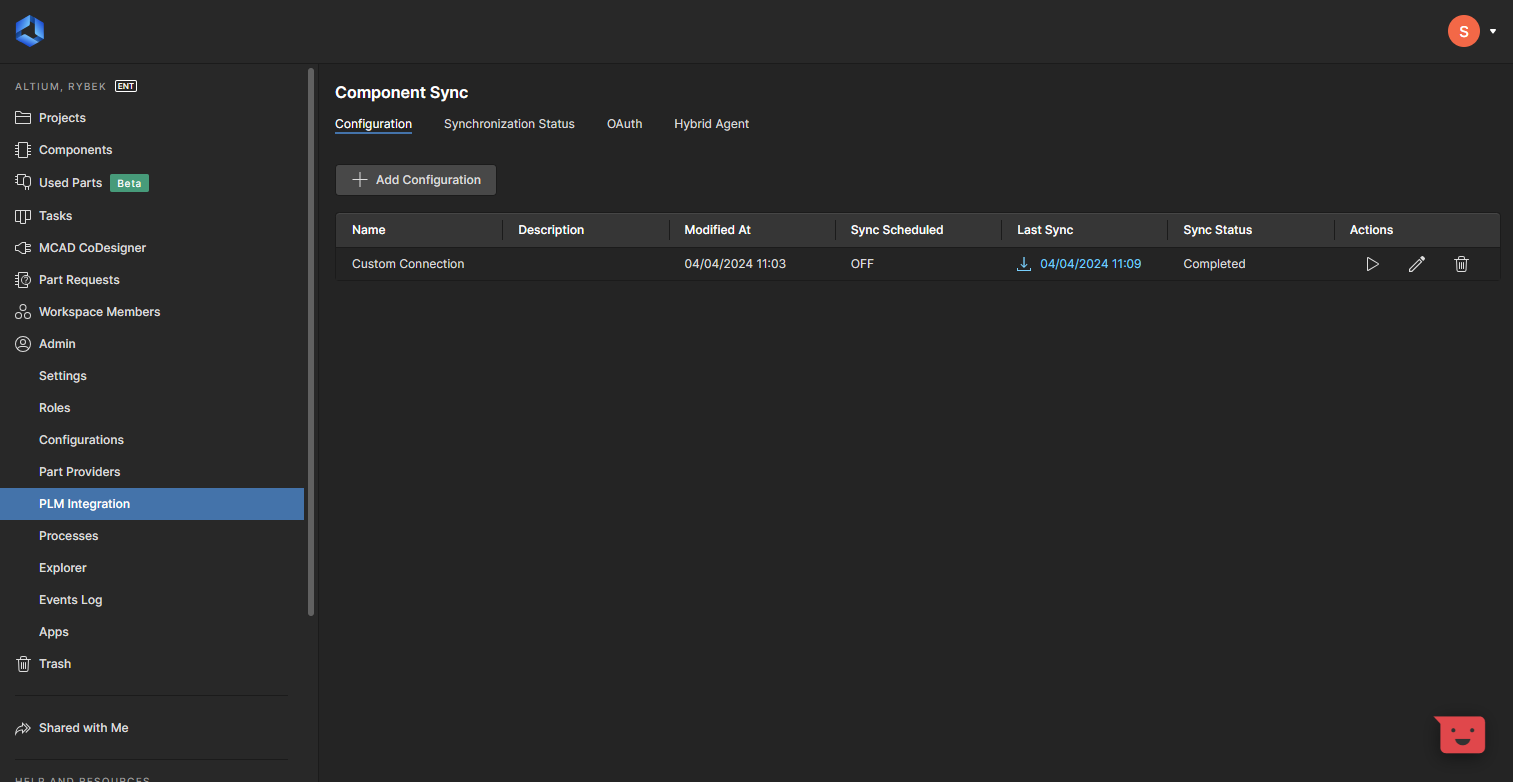 S
ALTIUM, RYBEK ENT
Projects
Components
Used Parts Beta
Tasks
MCAD CoDesigner
Part Requests
Workspace Members
Admin
Settings
Roles
Configurations
Part Providers
PLM Integration
Processes
Explorer
Events Log
Apps
Trash
Shared with Me
HELP AND RESOURCES
Component Sync
Configuration Synchronization Status OAuth Hybrid Agent
Add Configuration
Name Description Modified At Sync Scheduled Last Sync Sync Status Actions
Custom Connection 04/04/2024 11:03 OFF 04/04/2024 11:09 Completed